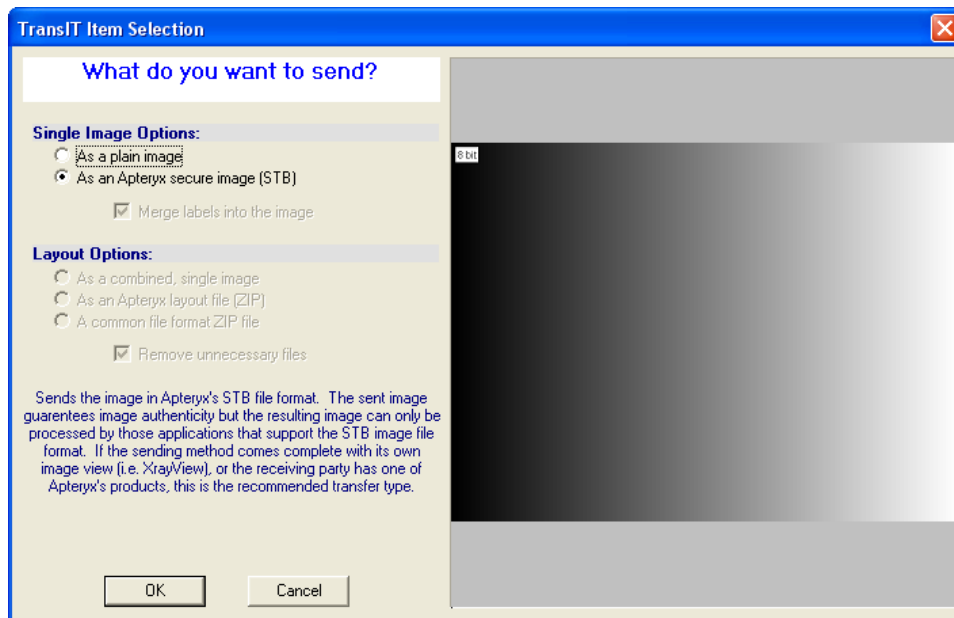 TransIT Item Selection
What do you want to send?
Single Image Options:
As a plain image
As an Apteryx secure image (STB)
Merge labels into the image
Layout Options:
As a combined, single image
As an Apteryx layout file (ZIP)
A common file format ZIP file
Remove unnecessary files
Sends the image in Apteryx's STB file format. The sent image
guarentees image authenticity but the resulting image can only be
processed by those applications that support the STB image file
format. If the sending method comes complete with its own
image view (i.e. XrayView), or the receiving party has one of
Apteryx's products, this is the recommended transfer type.
OK
Cancel
8 bit